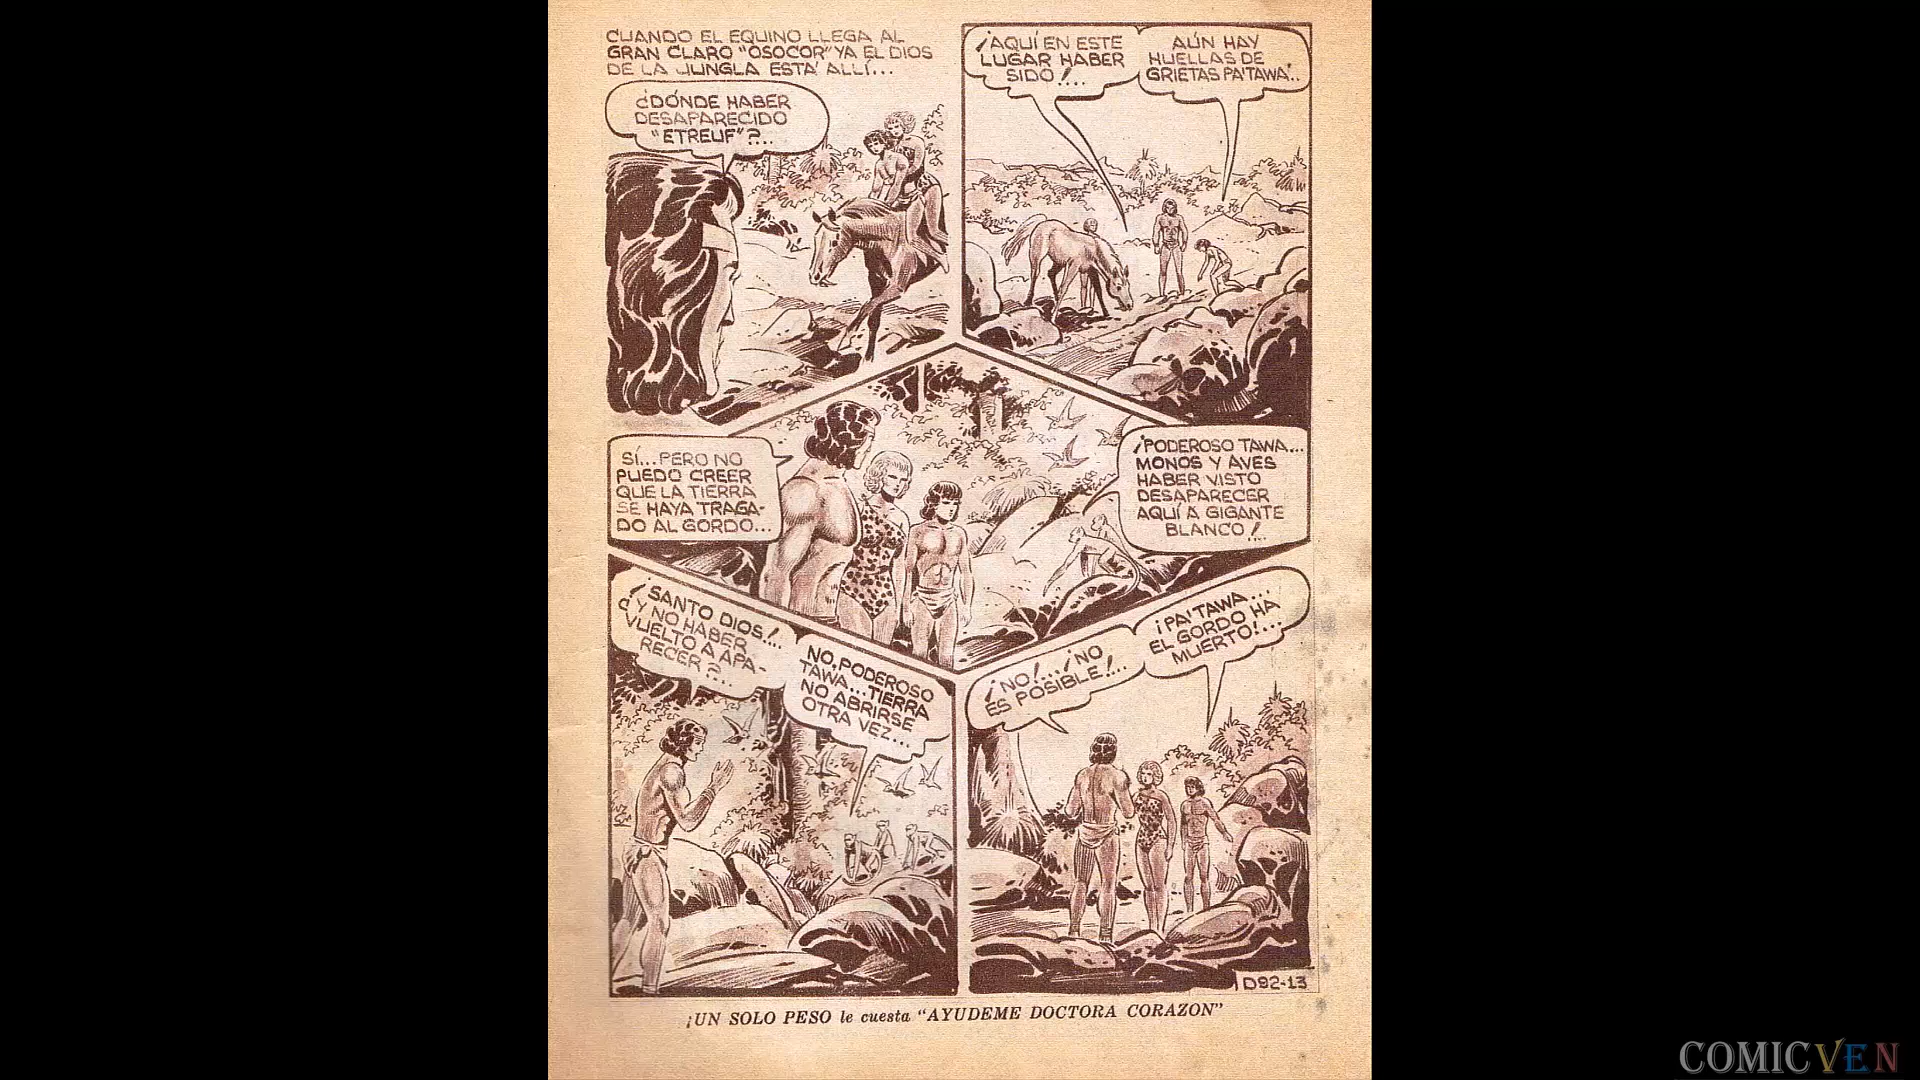 CUANDO EL EQUINO LLEGA AL
GRAN CLARO "OSOCOR" YA EL DIOS
DE LA JUNGLA ESTÁ ALLÍ...
¿DÓNDE HABER
DESAPARECIDO
"ETREUF"?...
¡AQUÍ EN ESTE
LUGAR HABER
SIDO!....
AÚN HAY
HUELLAS DE
GRIETAS PA'TAWA...
SÍ...PERO NO
PUEDO CREER
QUE LA TIERRA
SE HAYA TRAGA-
DO AL GORDO...
¡PODEROSO TAWA...
MONOS Y AVES
HABER VISTO
DESAPARECER
AQUÍ A GIGANTE
BLANCO!...
¡SANTO DIOS!....
¿Y NO HABER
VUELTO A APA-
RECER?...
NO, PODEROSO
TAWA...TIERRA
NO ABRIRSE
OTRA VEZ...
¡NO!...¡NO
ES POSIBLE!...
¡PA'TAWA...
EL GORDO HA
MUERTO!...
D92-13
¡UN SOLO PESO le cuesta "AYUDEME DOCTORA CORAZON"
COMICVEN